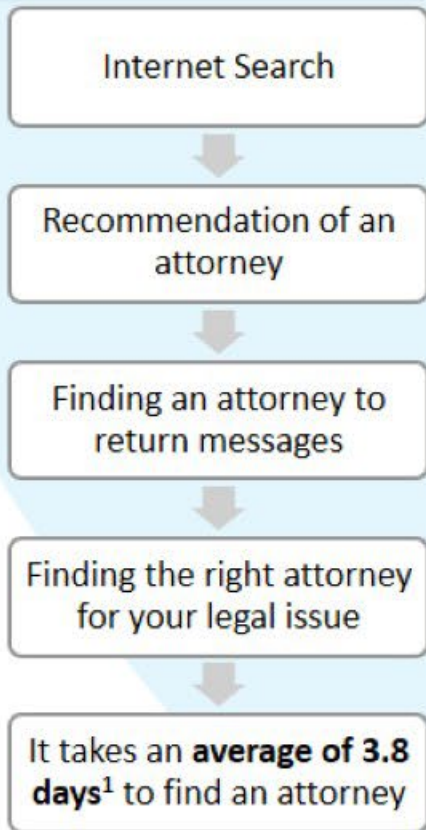 Internet Search
Recommendation of an
attorney
Finding an attorney to
return messages
Finding the right attorney
for your legal issue
It takes an average of 3.8
days¹ to find an attorney